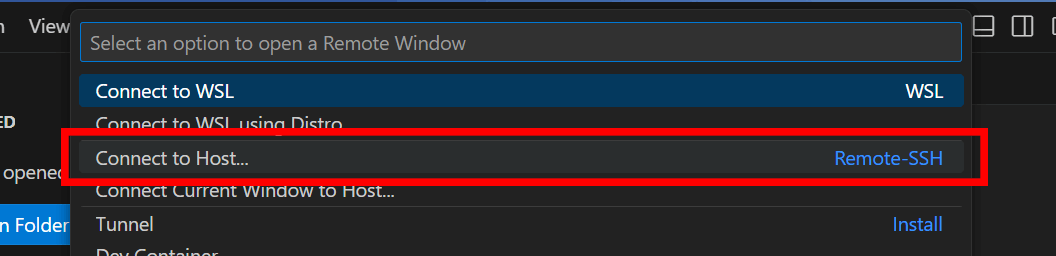 n View
Select an option to open a Remote Window
Connect to WSL WSL
ED
Connect to WSL using Distro
Connect to Host... Remote-SSH
opened
Connect Current Window to Host...
n Folder
Tunnel Install
Dev Container